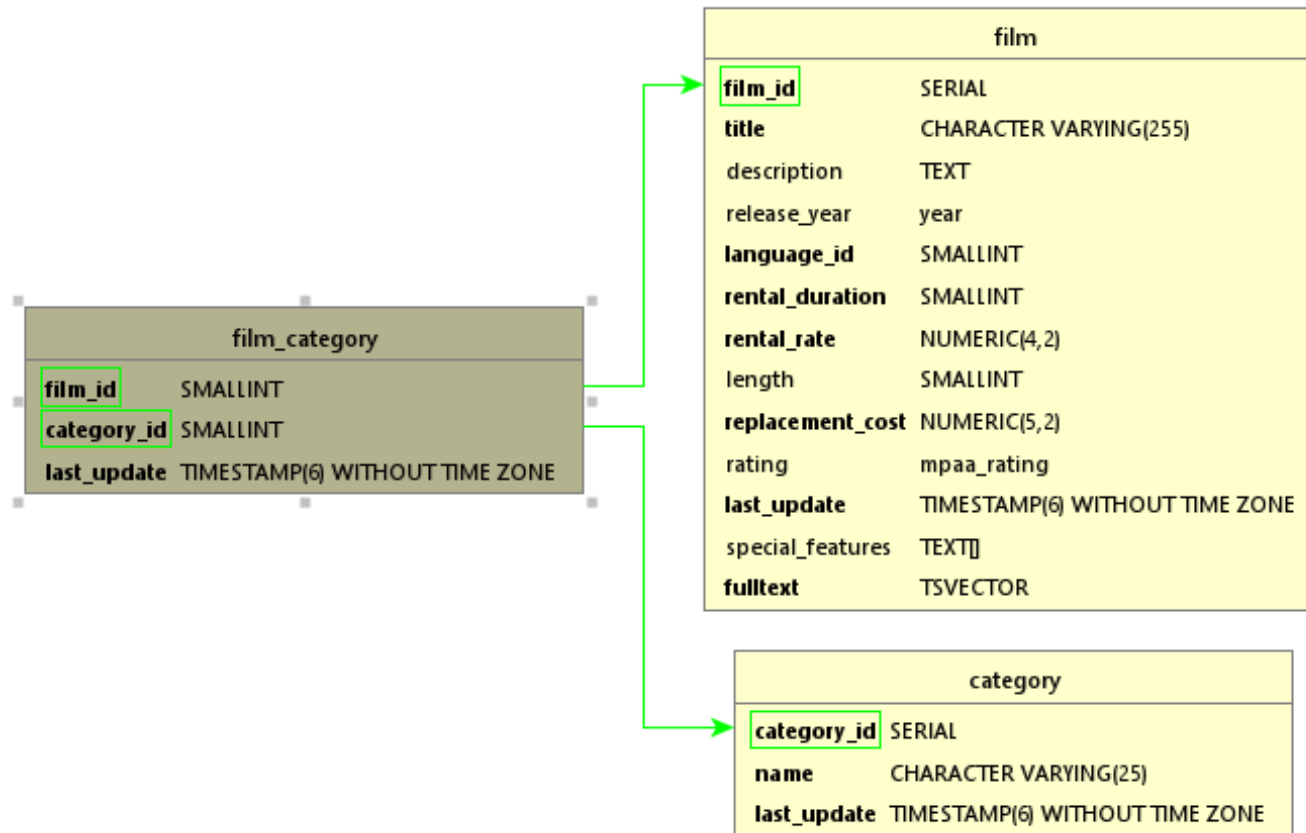 film
film_id SERIAL
title CHARACTER VARYING(255)
description TEXT
release_year year
language_id SMALLINT
rental_duration SMALLINT
rental_rate NUMERIC(4,2)
length SMALLINT
replacement_cost NUMERIC(5,2)
rating mpaa_rating
last_update TIMESTAMP(6) WITHOUT TIME ZONE
special_features TEXT[]
fulltext TSVECTOR
film_category
film_id SMALLINT
category_id SMALLINT
last_update TIMESTAMP(6) WITHOUT TIME ZONE
category
category_id SERIAL
name CHARACTER VARYING(25)
last_update TIMESTAMP(6) WITHOUT TIME ZONE